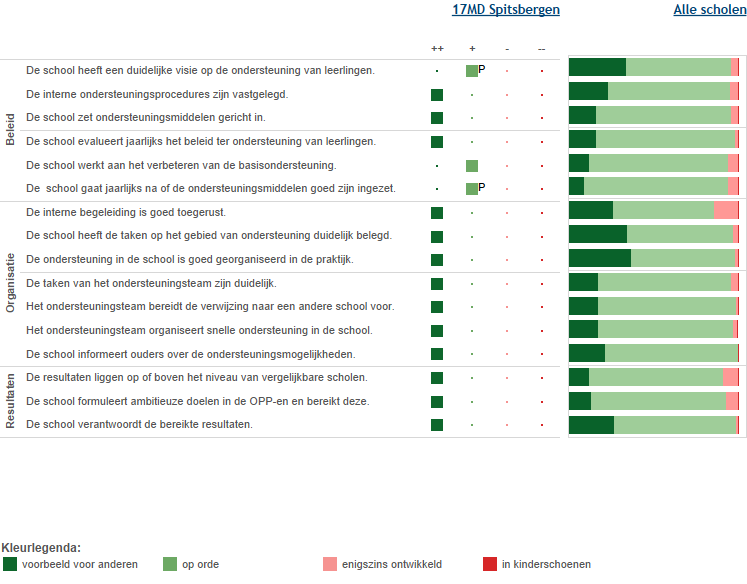 17MD Spitsbergen Alle scholen
++ + - --
Beleid
De school heeft een duidelijke visie op de ondersteuning van leerlingen. P
De interne ondersteuningsprocedures zijn vastgelegd.
De school zet ondersteuningsmiddelen gericht in.
De school evalueert jaarlijks het beleid ter ondersteuning van leerlingen.
De school werkt aan het verbeteren van de basisondersteuning.
De school gaat jaarlijks na of de ondersteuningsmiddelen goed zijn ingezet. P
Organisatie
De interne begeleiding is goed toegerust.
De school heeft de taken op het gebied van ondersteuning duidelijk belegd.
De ondersteuning in de school is goed georganiseerd in de praktijk.
De taken van het ondersteuningsteam zijn duidelijk.
Het ondersteuningsteam bereidt de verwijzing naar een andere school voor.
Het ondersteuningsteam organiseert snelle ondersteuning in de school.
De school informeert ouders over de ondersteuningsmogelijkheden.
Resultaten
De resultaten liggen op of boven het niveau van vergelijkbare scholen.
De school formuleert ambitieuze doelen in de OPP-en en bereikt deze.
De school verantwoordt de bereikte resultaten.
Kleurlegenda:
voorbeeld voor anderen op orde enigszins ontwikkeld in kinderschoenen